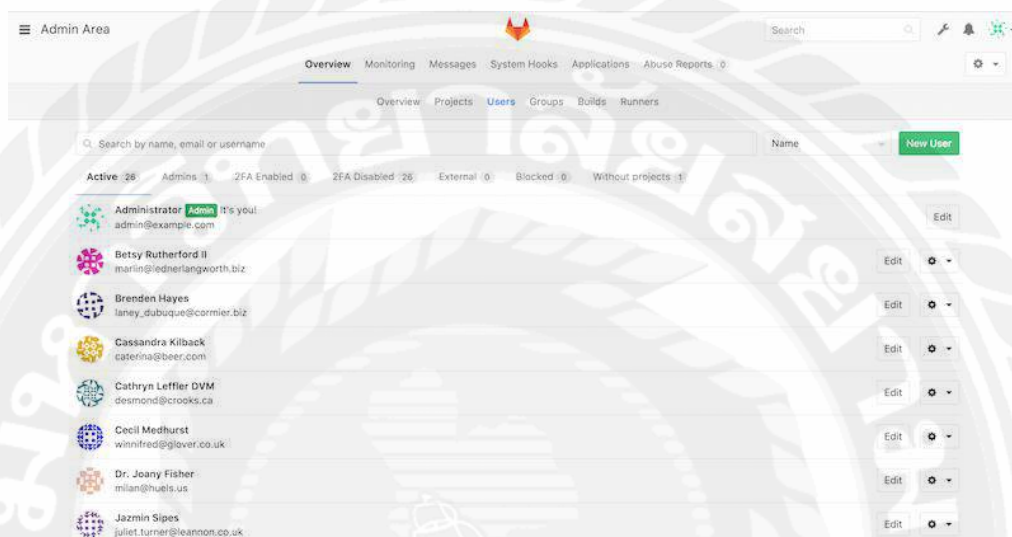 Admin Area
Search
Overview Monitoring Messages System Hooks Applications Abuse Reports 0
Overview Projects Users Groups Builds Runners
Search by name, email or username
Name
New User
Active 26 Admins 1 2FA Enabled 0 2FA Disabled 26 External 0 Blocked 0 Without projects 1
Administrator Admin It's you!
admin@example.com
Edit
Betsy Rutherford II
marlin@lednerlangworth.biz
Edit
Brenden Hayes
laney_dubuque@cormier.biz
Edit
Cassandra Kilback
caterina@beer.com
Edit
Cathryn Leffler DVM
desmond@crooks.ca
Edit
Cecil Medhurst
winnifred@glover.co.uk
Edit
Dr. Joany Fisher
milan@huels.us
Edit
Jazmin Sipes
juliet.turner@leannon.co.uk
Edit